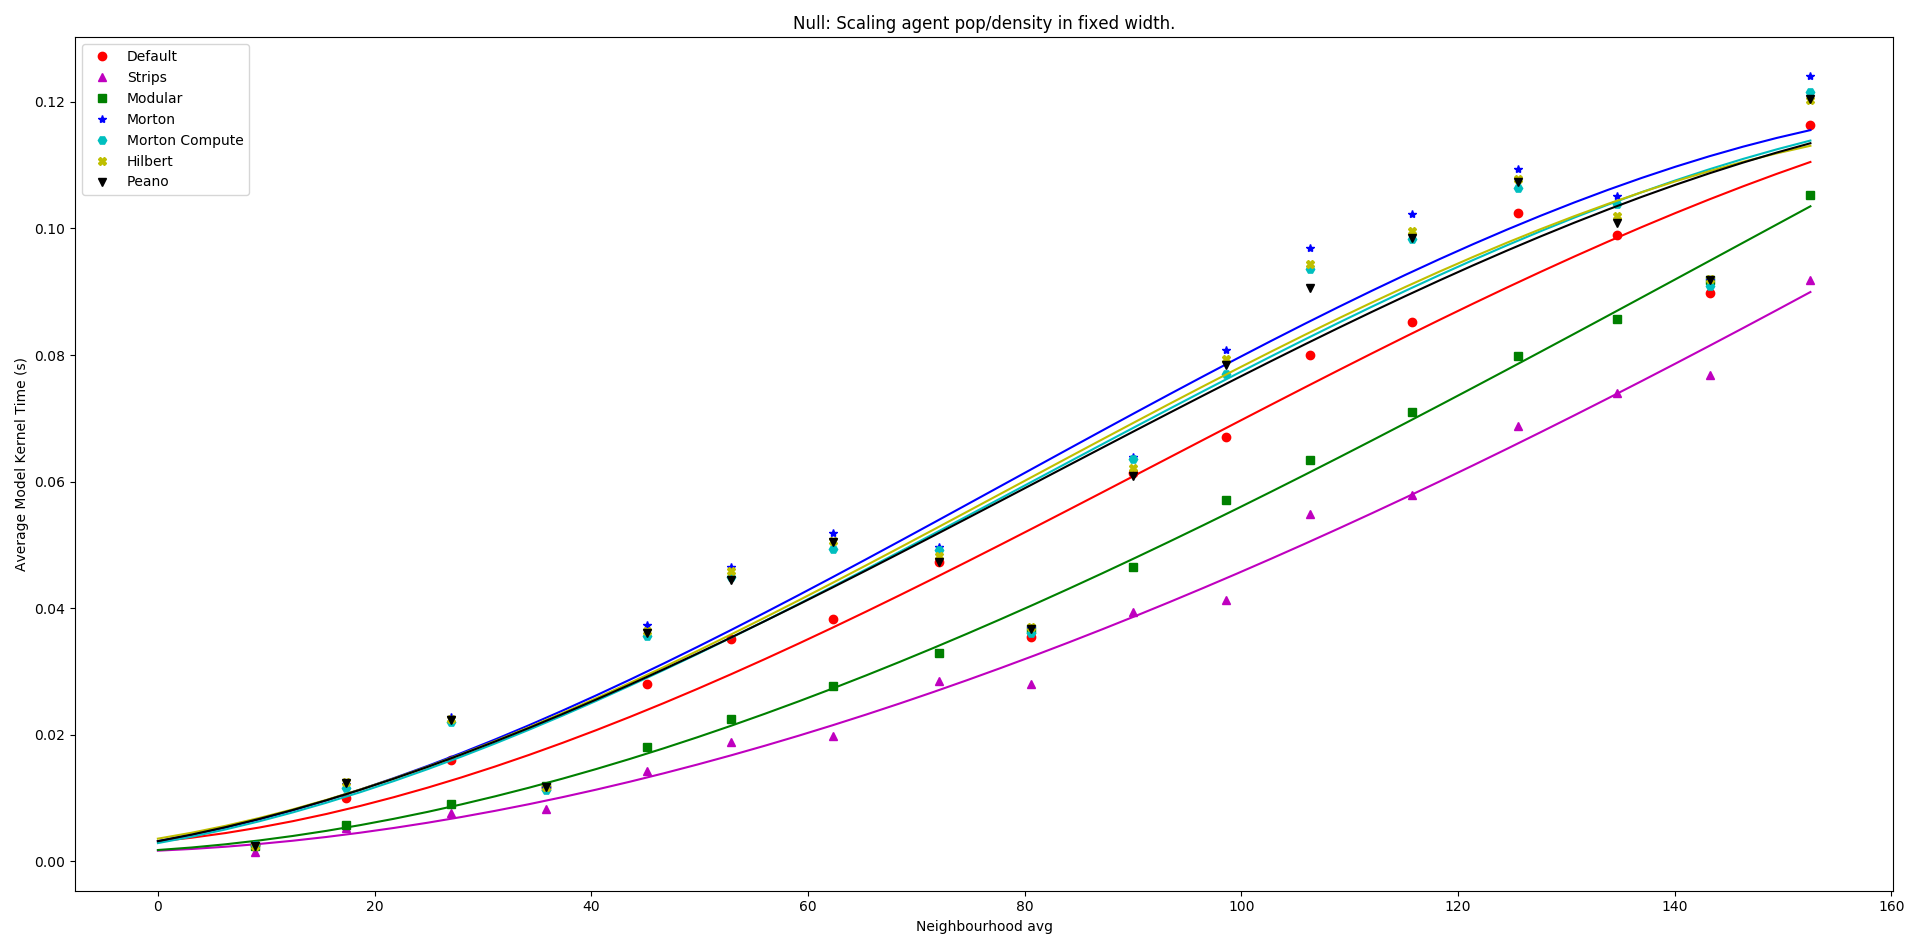 Null: Scaling agent pop/density in fixed width.
Default
Strips
Modular
Morton
Morton Compute
Hilbert
Peano
Average Model Kernel Time (s)
0.12
0.10
0.08
0.06
0.04
0.02
0.00
0 20 40 60 80 100 120 140 160
Neighbourhood avg